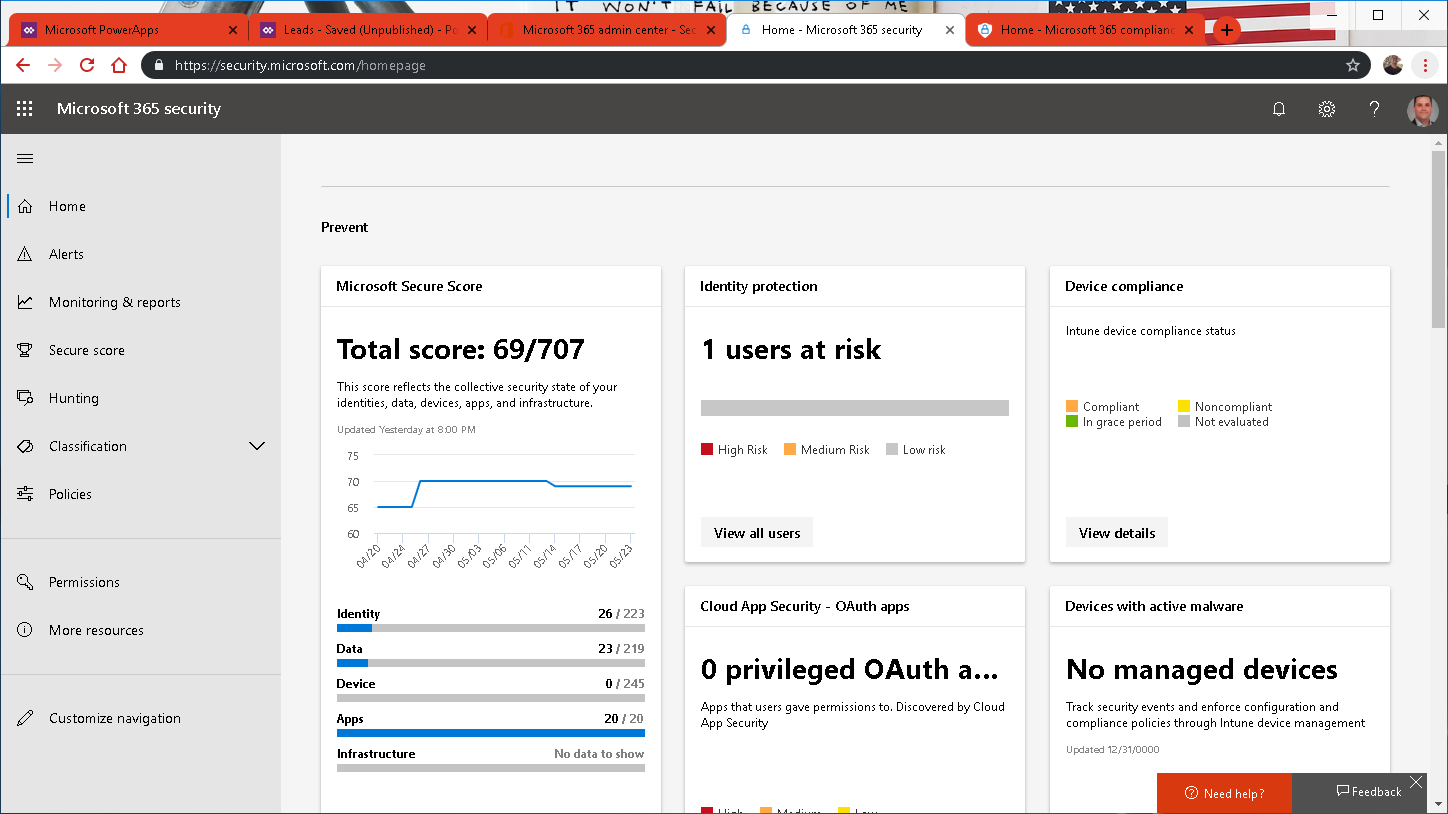 IT WON'T FAIL BECAUSE OF ME
Microsoft PowerApps
Leads - Saved (Unpublished) - Po
Microsoft 365 admin center - Sec
Home - Microsoft 365 security
Home - Microsoft 365 complianc
https://security.microsoft.com/homepage
Microsoft 365 security
Home
Alerts
Monitoring & reports
Secure score
Hunting
Classification
Policies
Permissions
More resources
Customize navigation
Prevent
Microsoft Secure Score
Total score: 69/707
This score reflects the collective security state of your
identities, data, devices, apps, and infrastructure.
Updated Yesterday at 8:00 PM
75
70
65
60
04/20 04/24 04/27 04/30 05/03 05/06 05/11 05/14 05/17 05/20 05/23
Identity 26 / 223
Data 23 / 219
Device 0 / 245
Apps 20 / 20
Infrastructure No data to show
Identity protection
1 users at risk
High Risk Medium Risk Low risk
View all users
Device compliance
Intune device compliance status
Compliant Noncompliant
In grace period Not evaluated
View details
Cloud App Security - OAuth apps
0 privileged OAuth a...
Apps that users gave permissions to. Discovered by Cloud
App Security
High Medium Low
Devices with active malware
No managed devices
Track security events and enforce configuration and
compliance policies through Intune device management
Updated 12/31/0000
Need help?
Feedback